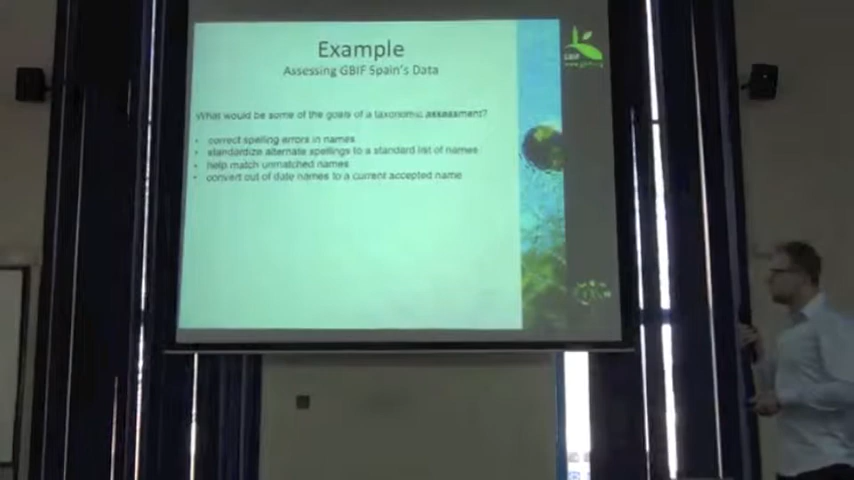 Example
Assessing GBIF Spain's Data
What would be some of the goals of a taxonomic assessment?
• correct spelling errors in names
• standardize alternate spellings to a standard list of names
• help match unmatched names
• convert out of date names to a current accepted name
GBIF